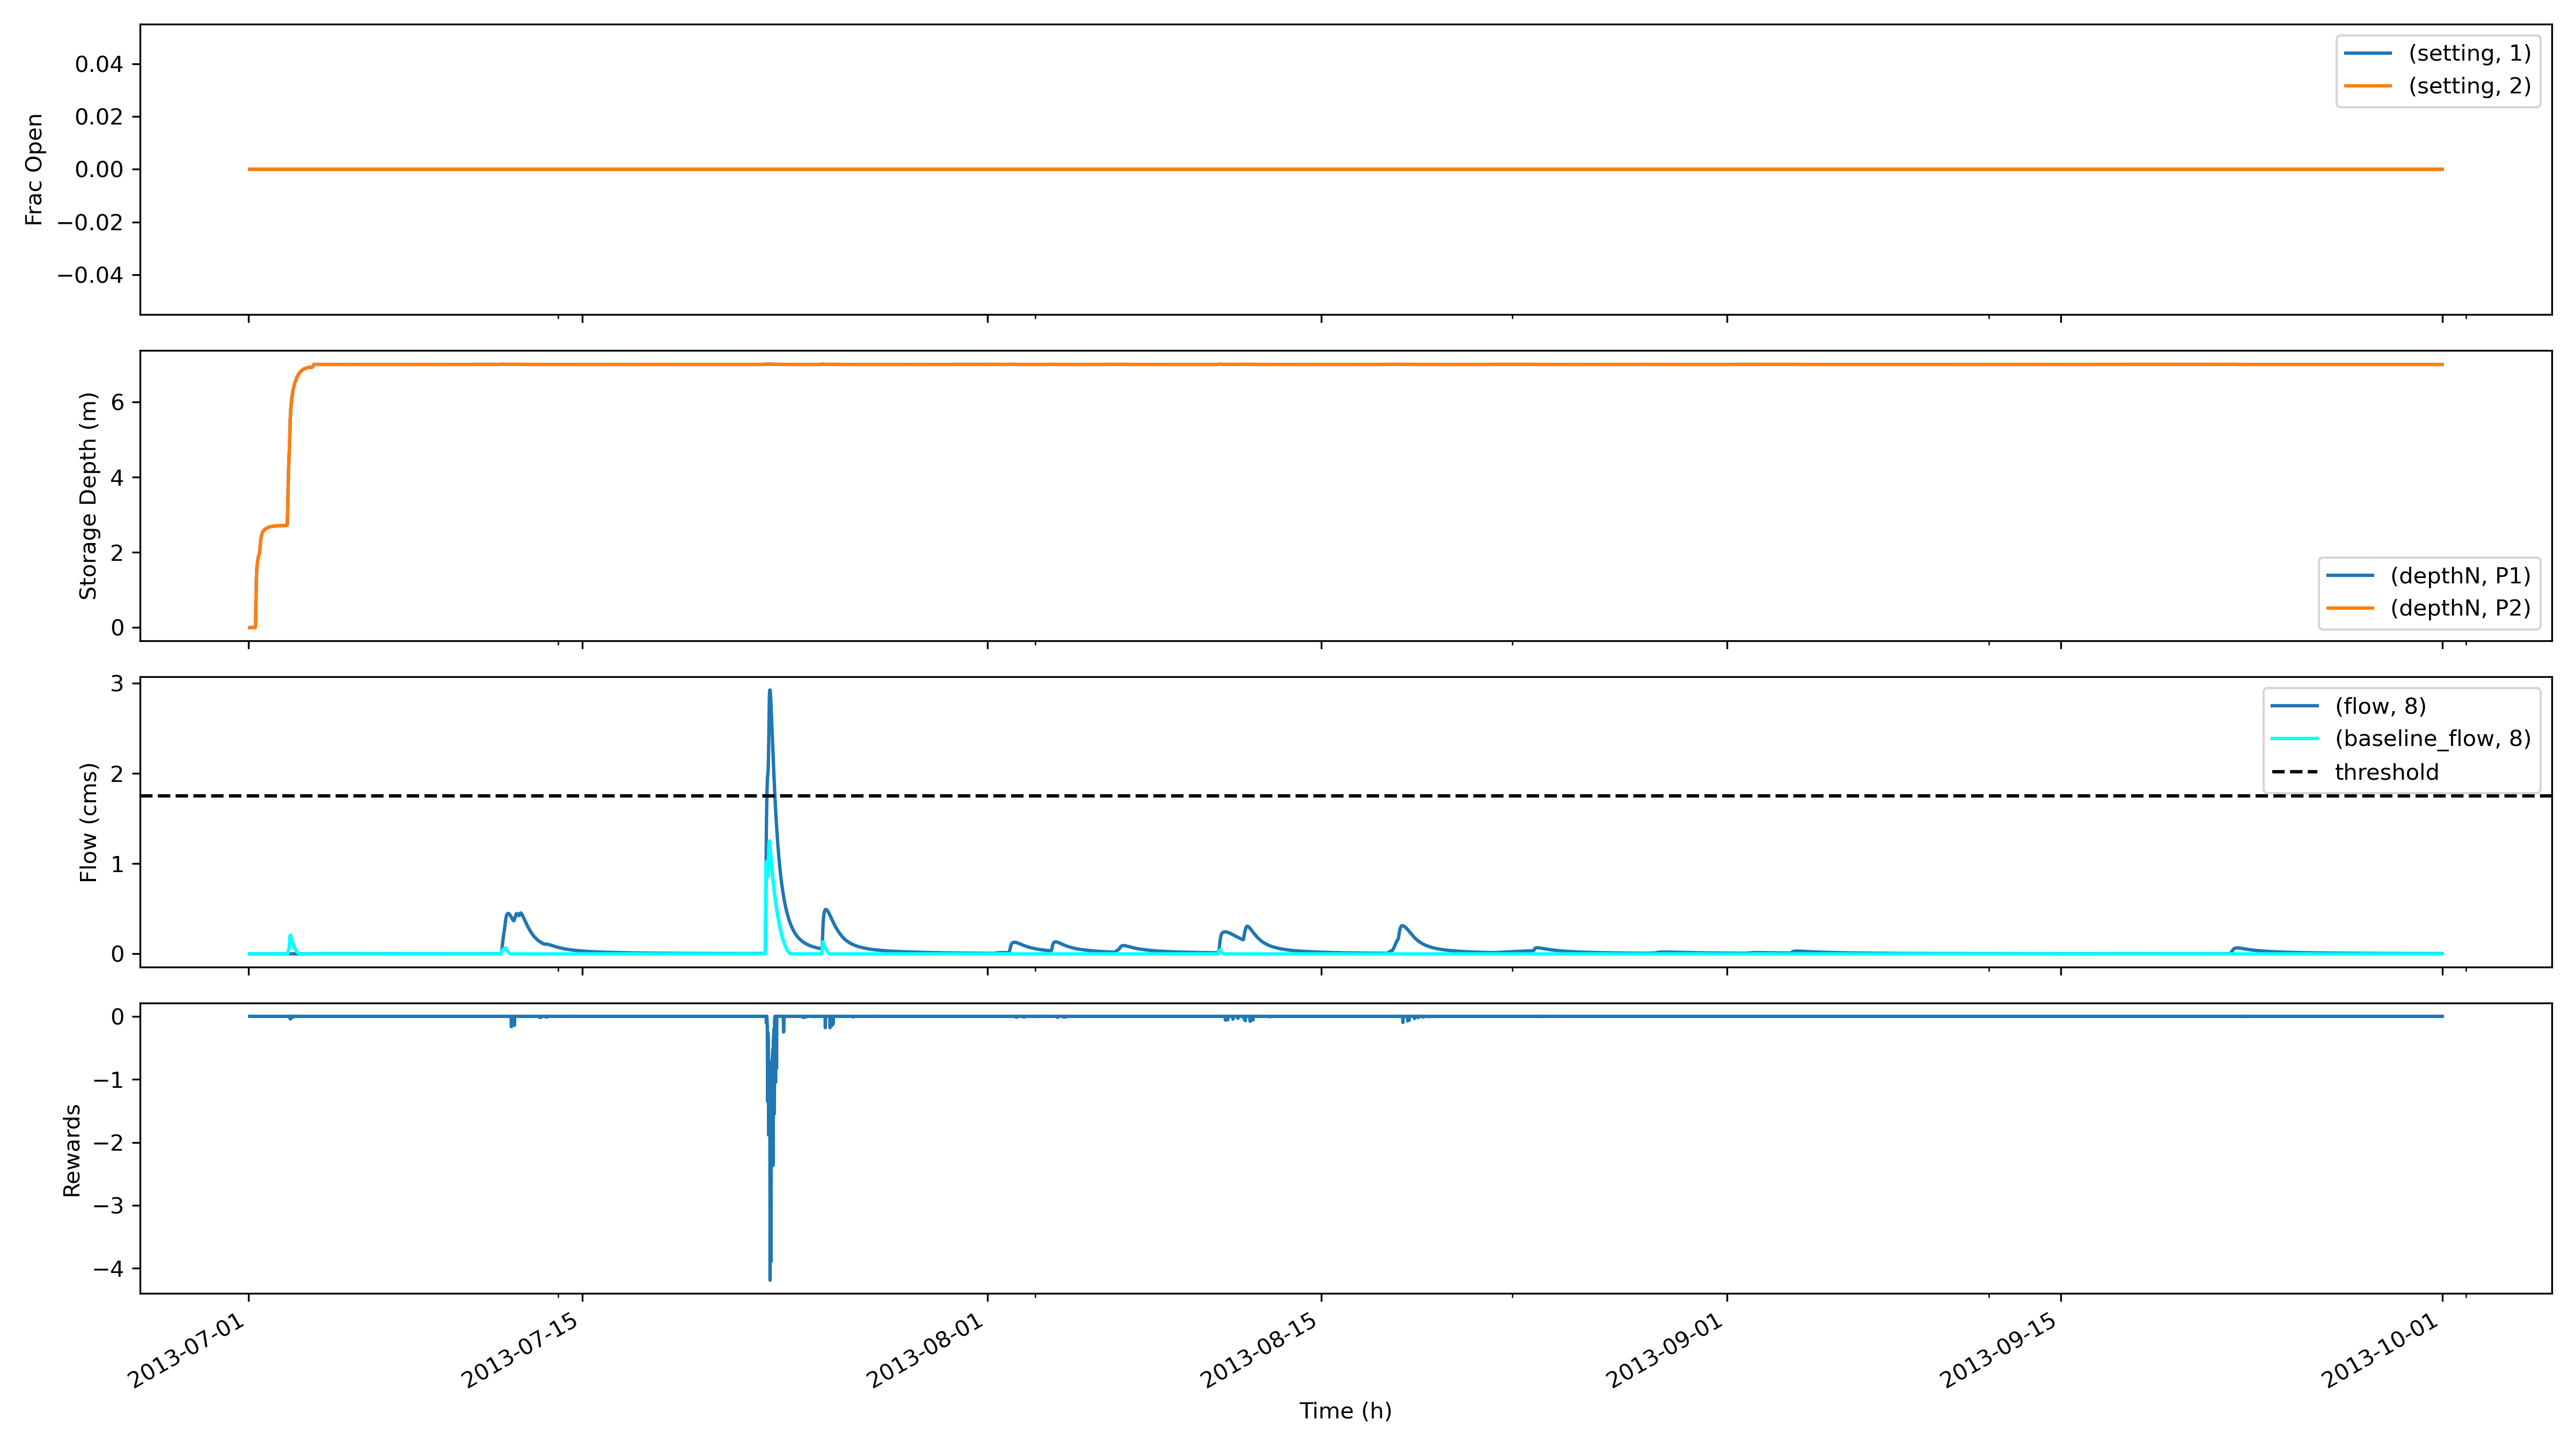 Frac Open
0.04
0.02
0.00
−0.02
−0.04
(setting, 1)
(setting, 2)
Storage Depth (m)
6
4
2
0
(depthN, P1)
(depthN, P2)
Flow (cms)
3
2
1
0
(flow, 8)
(baseline_flow, 8)
threshold
Rewards
0
−1
−2
−3
−4
2013-07-01
2013-07-15
2013-08-01
2013-08-15
2013-09-01
2013-09-15
2013-10-01
Time (h)